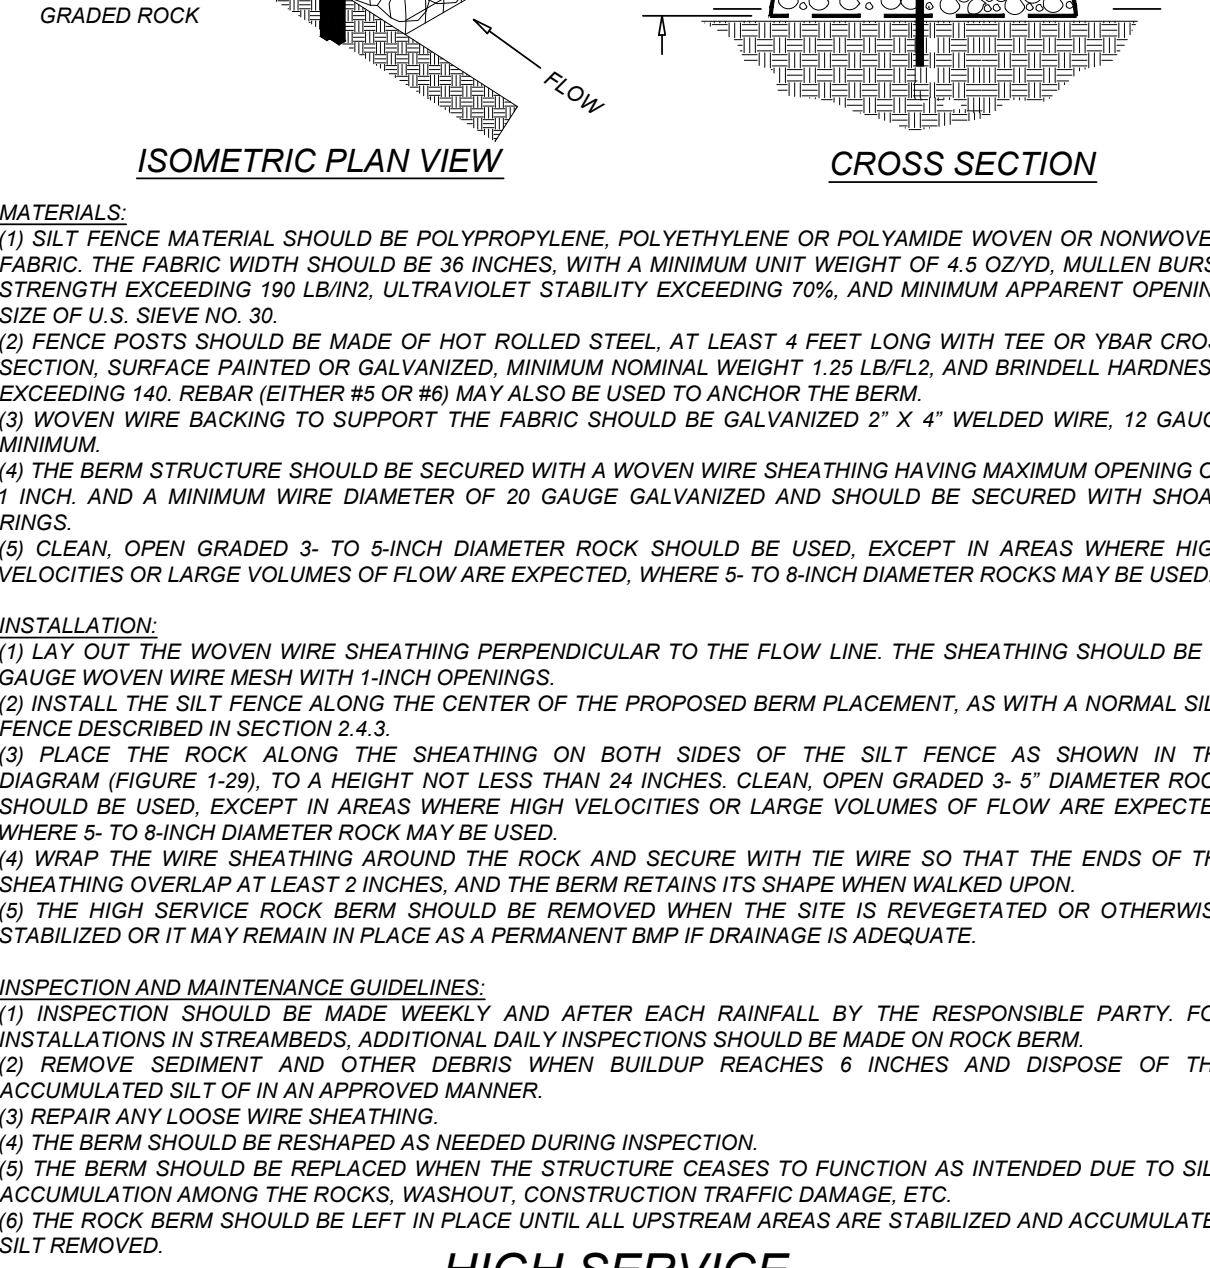 GRADED ROCK
FLOW
ISOMETRIC PLAN VIEW
CROSS SECTION
MATERIALS:
(1) SILT FENCE MATERIAL SHOULD BE POLYPROPYLENE, POLYETHYLENE OR POLYAMIDE WOVEN OR NONWOVE
FABRIC. THE FABRIC WIDTH SHOULD BE 36 INCHES, WITH A MINIMUM UNIT WEIGHT OF 4.5 OZ/YD, MULLEN BURS
STRENGTH EXCEEDING 190 LB/IN2, ULTRAVIOLET STABILITY EXCEEDING 70%, AND MINIMUM APPARENT OPENIN
SIZE OF U.S. SIEVE NO. 30.
(2) FENCE POSTS SHOULD BE MADE OF HOT ROLLED STEEL, AT LEAST 4 FEET LONG WITH TEE OR YBAR CROS
SECTION, SURFACE PAINTED OR GALVANIZED, MINIMUM NOMINAL WEIGHT 1.25 LB/FL2, AND BRINDELL HARDNES
EXCEEDING 140. REBAR (EITHER #5 OR #6) MAY ALSO BE USED TO ANCHOR THE BERM.
(3) WOVEN WIRE BACKING TO SUPPORT THE FABRIC SHOULD BE GALVANIZED 2” X 4” WELDED WIRE, 12 GAUG
MINIMUM.
(4) THE BERM STRUCTURE SHOULD BE SECURED WITH A WOVEN WIRE SHEATHING HAVING MAXIMUM OPENING O
1 INCH. AND A MINIMUM WIRE DIAMETER OF 20 GAUGE GALVANIZED AND SHOULD BE SECURED WITH SHOA
RINGS.
(5) CLEAN, OPEN GRADED 3- TO 5-INCH DIAMETER ROCK SHOULD BE USED, EXCEPT IN AREAS WHERE HIG
VELOCITIES OR LARGE VOLUMES OF FLOW ARE EXPECTED, WHERE 5- TO 8-INCH DIAMETER ROCKS MAY BE USED.
INSTALLATION:
(1) LAY OUT THE WOVEN WIRE SHEATHING PERPENDICULAR TO THE FLOW LINE. THE SHEATHING SHOULD BE
GAUGE WOVEN WIRE MESH WITH 1-INCH OPENINGS.
(2) INSTALL THE SILT FENCE ALONG THE CENTER OF THE PROPOSED BERM PLACEMENT, AS WITH A NORMAL SIL
FENCE DESCRIBED IN SECTION 2.4.3.
(3) PLACE THE ROCK ALONG THE SHEATHING ON BOTH SIDES OF THE SILT FENCE AS SHOWN IN TH
DIAGRAM (FIGURE 1-29), TO A HEIGHT NOT LESS THAN 24 INCHES. CLEAN, OPEN GRADED 3- 5” DIAMETER ROC
SHOULD BE USED, EXCEPT IN AREAS WHERE HIGH VELOCITIES OR LARGE VOLUMES OF FLOW ARE EXPECTE
WHERE 5- TO 8-INCH DIAMETER ROCK MAY BE USED.
(4) WRAP THE WIRE SHEATHING AROUND THE ROCK AND SECURE WITH TIE WIRE SO THAT THE ENDS OF TH
SHEATHING OVERLAP AT LEAST 2 INCHES, AND THE BERM RETAINS ITS SHAPE WHEN WALKED UPON.
(5) THE HIGH SERVICE ROCK BERM SHOULD BE REMOVED WHEN THE SITE IS REVEGETATED OR OTHERWIS
STABILIZED OR IT MAY REMAIN IN PLACE AS A PERMANENT BMP IF DRAINAGE IS ADEQUATE.
INSPECTION AND MAINTENANCE GUIDELINES:
(1) INSPECTION SHOULD BE MADE WEEKLY AND AFTER EACH RAINFALL BY THE RESPONSIBLE PARTY. FO
INSTALLATIONS IN STREAMBEDS, ADDITIONAL DAILY INSPECTIONS SHOULD BE MADE ON ROCK BERM.
(2) REMOVE SEDIMENT AND OTHER DEBRIS WHEN BUILDUP REACHES 6 INCHES AND DISPOSE OF TH
ACCUMULATED SILT OF IN AN APPROVED MANNER.
(3) REPAIR ANY LOOSE WIRE SHEATHING.
(4) THE BERM SHOULD BE RESHAPED AS NEEDED DURING INSPECTION.
(5) THE BERM SHOULD BE REPLACED WHEN THE STRUCTURE CEASES TO FUNCTION AS INTENDED DUE TO SIL
ACCUMULATION AMONG THE ROCKS, WASHOUT, CONSTRUCTION TRAFFIC DAMAGE, ETC.
(6) THE ROCK BERM SHOULD BE LEFT IN PLACE UNTIL ALL UPSTREAM AREAS ARE STABILIZED AND ACCUMULATE
SILT REMOVED.
HIGH SERVICE